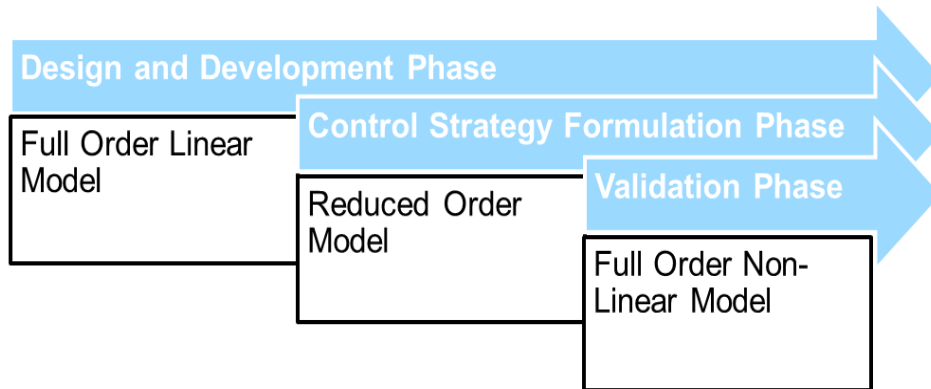 Design and Development Phase
Full Order Linear
Model
Control Strategy Formulation Phase
Reduced Order
Model
Validation Phase
Full Order Non-
Linear Model